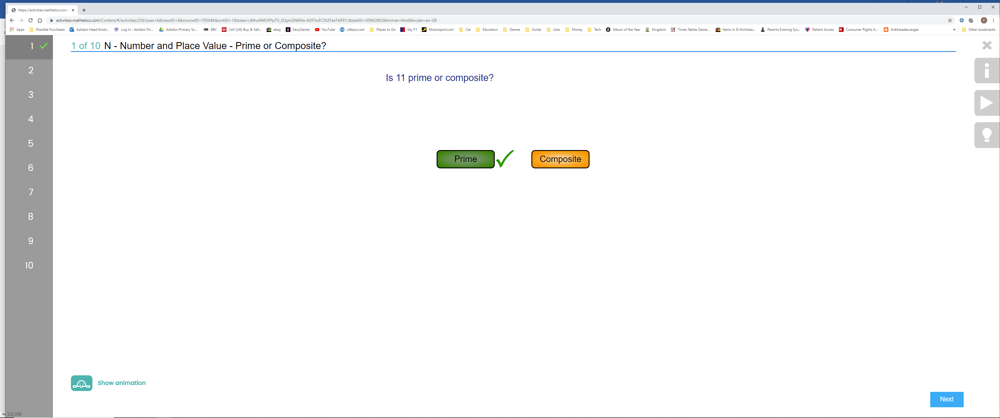 https://activities.mathletics.com/
activities.mathletics.com/Content/#/activities/256?year=6&classID=4&courseID=705048&unitID=1&token=jMruHMOFPpTV_EQplcGNWlw-bDF3uECDtZFekTklFEY,&taskID=30962892&format=html&locale=en-GB
C
Apps Possible Purchases Ashdon Head Email... Log In ‹ Ashdon Pri... Ashdon Primary Sc... BBC CeX (UK) Buy & Sell... ebay SavyGamer YouTube cdkeys.com Places to Go Sky F1 Motorsport.com Car Education Games Guitar Jobs Money Tech Album of the Year Kingdom Times Tables Game... Items in St Nicholas... Parents Evening Sys... Patient Access Consumer Rights A... Ankharadescargas » Other bookmarks
1
1 of 10 N - Number and Place Value - Prime or Composite?
2
Is 11 prime or composite?
3
4
5
Prime
Composite
6
7
8
9
10
Show animation
Next
Pa '2.21.358'